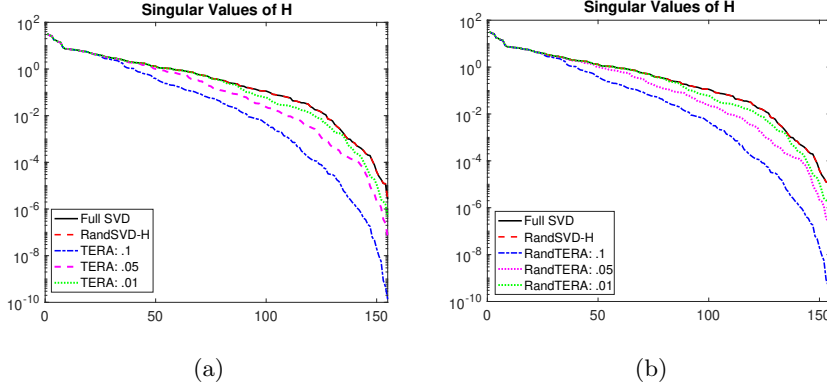 Singular Values of H
10^2
10^0
10^-2
10^-4
10^-6
10^-8
10^-10
Full SVD
RandSVD-H
TERA: .1
TERA: .05
TERA: .01
0 50 100 150
(a)
Singular Values of H
10^2
10^0
10^-2
10^-4
10^-6
10^-8
10^-10
Full SVD
RandSVD-H
RandTERA: .1
RandTERA: .05
RandTERA: .01
0 50 100 150
(b)